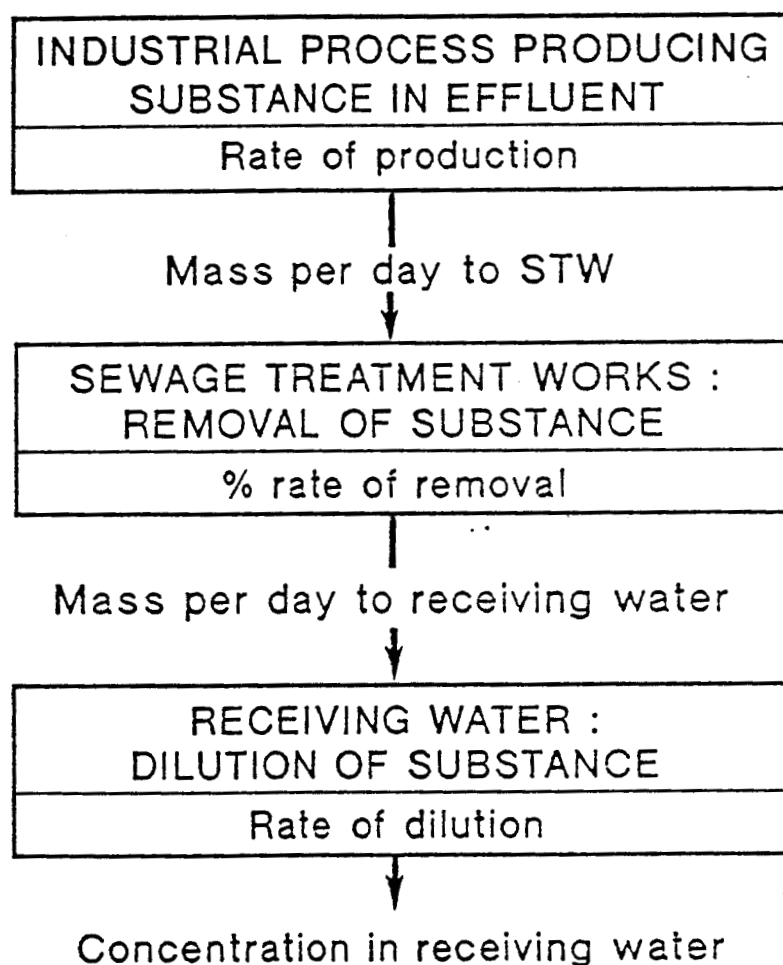 INDUSTRIAL PROCESS PRODUCING
SUBSTANCE IN EFFLUENT
Rate of production
Mass per day to STW
SEWAGE TREATMENT WORKS :
REMOVAL OF SUBSTANCE
% rate of removal
Mass per day to receiving water
RECEIVING WATER :
DILUTION OF SUBSTANCE
Rate of dilution
Concentration in receiving water